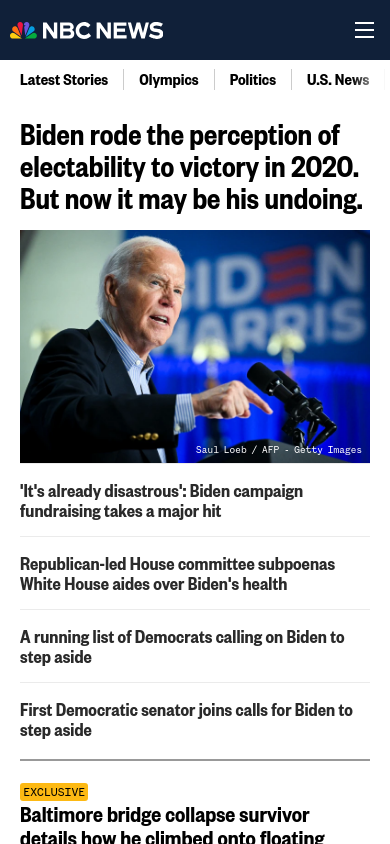 NBC NEWS
Latest Stories
Olympics
Politics
U.S. News
Biden rode the perception of
electability to victory in 2020.
But now it may be his undoing.
BIDEN
HARRIS
Saul Loeb / AFP - Getty Images
'It's already disastrous': Biden campaign
fundraising takes a major hit
Republican-led House committee subpoenas
White House aides over Biden's health
A running list of Democrats calling on Biden to
step aside
First Democratic senator joins calls for Biden to
step aside
EXCLUSIVE
Baltimore bridge collapse survivor
details how he climbed onto floating